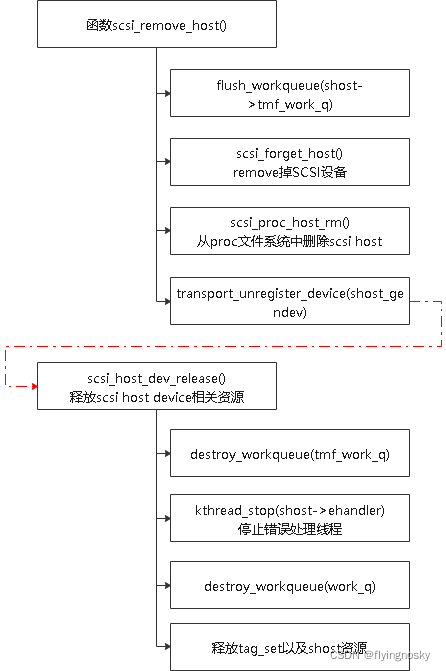 函数scsi_remove_host()
flush_workqueue(shost-
>tmf_work_q)
scsi_forget_host()
remove掉SCSI设备
scsi_proc_host_rm()
从proc文件系统中删除scsi host
transport_unregister_device(shost_ge
ndev)
scsi_host_dev_release()
释放scsi host device相关资源
destroy_workqueue(tmf_work_q)
kthread_stop(shost->ehandler)
停止错误处理线程
destroy_workqueue(work_q)
释放tag_set以及shost资源
CSDN @flyingnosky